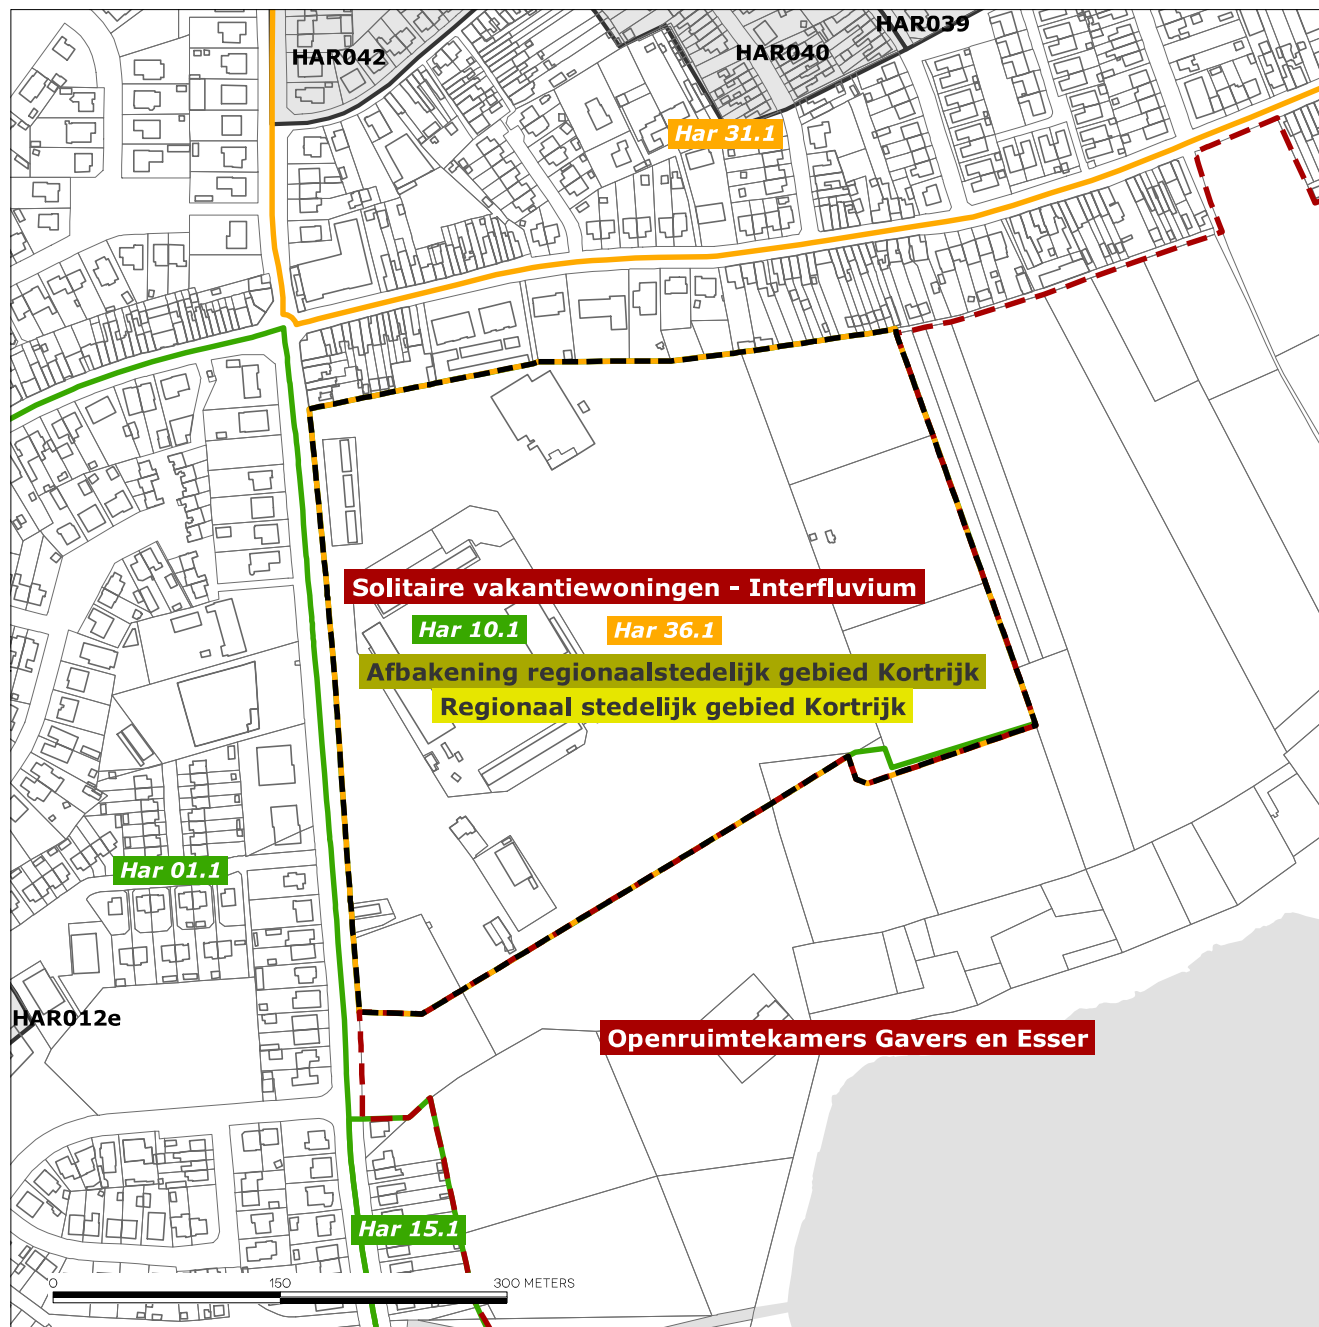 HAR039
HAR042
HAR040
Har 31.1
Solitaire vakantiewoningen - Interfluvium
Har 10.1
Har 36.1
Afbakening regionaalstedelijk gebied Kortrijk
Regionaal stedelijk gebied Kortrijk
Har 01.1
HAR012e
Openruimtekamers Gavers en Esser
Har 15.1
0 150 300 METERS